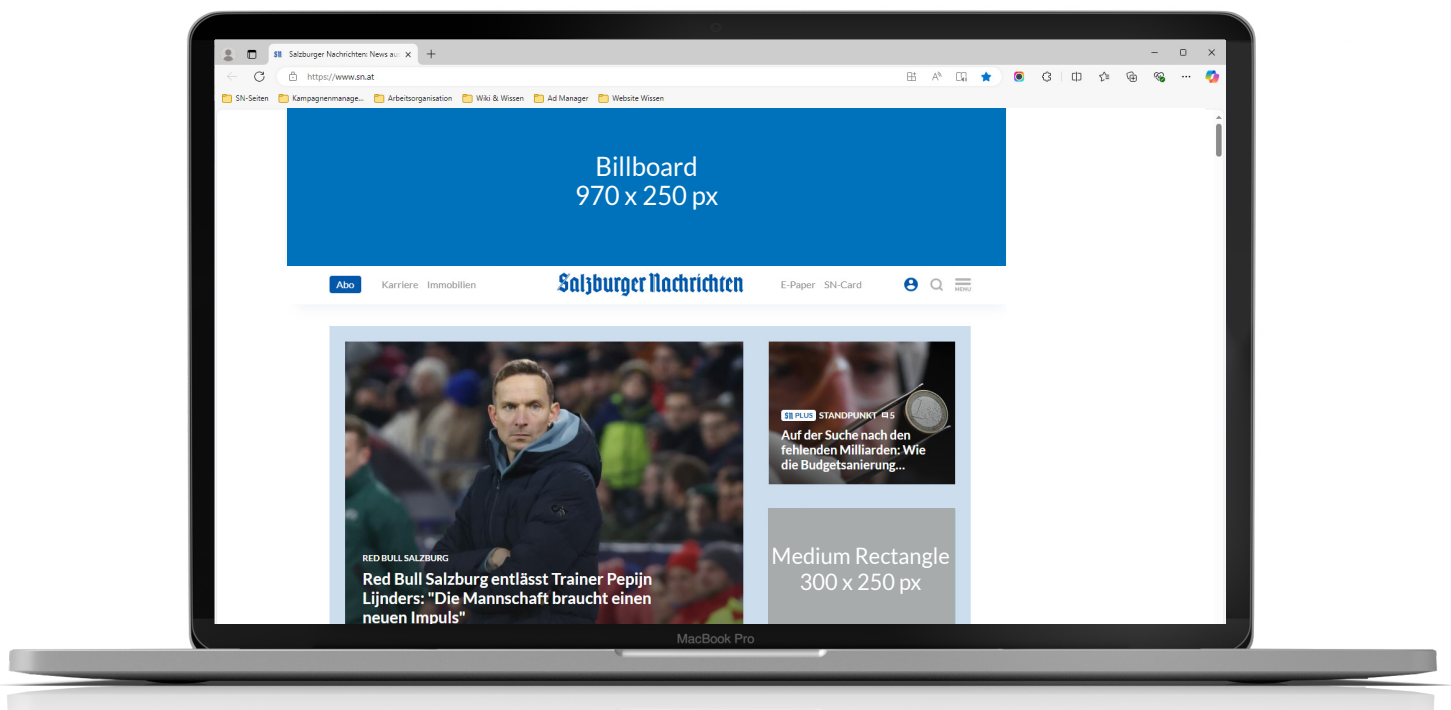 Salzburger Nachrichten: News au
https://www.sn.at
SN-Seiten
Kampagnenmanage...
Arbeitsorganisation
Wiki & Wissen
Ad Manager
Website Wissen
Billboard
970 x 250 px
Abo
Karriere
Immobilien
Salzburger Nachrichten
E-Paper
SN-Card
MENU
SN PLUS STANDPUNKT 5
Auf der Suche nach den
fehlenden Milliarden: Wie
die Budgetsanierung...
RED BULL SALZBURG
Red Bull Salzburg entlässt Trainer Pepijn
Lijnders: "Die Mannschaft braucht einen
neuen Impuls"
Medium Rectangle
300 x 250 px
MacBook Pro